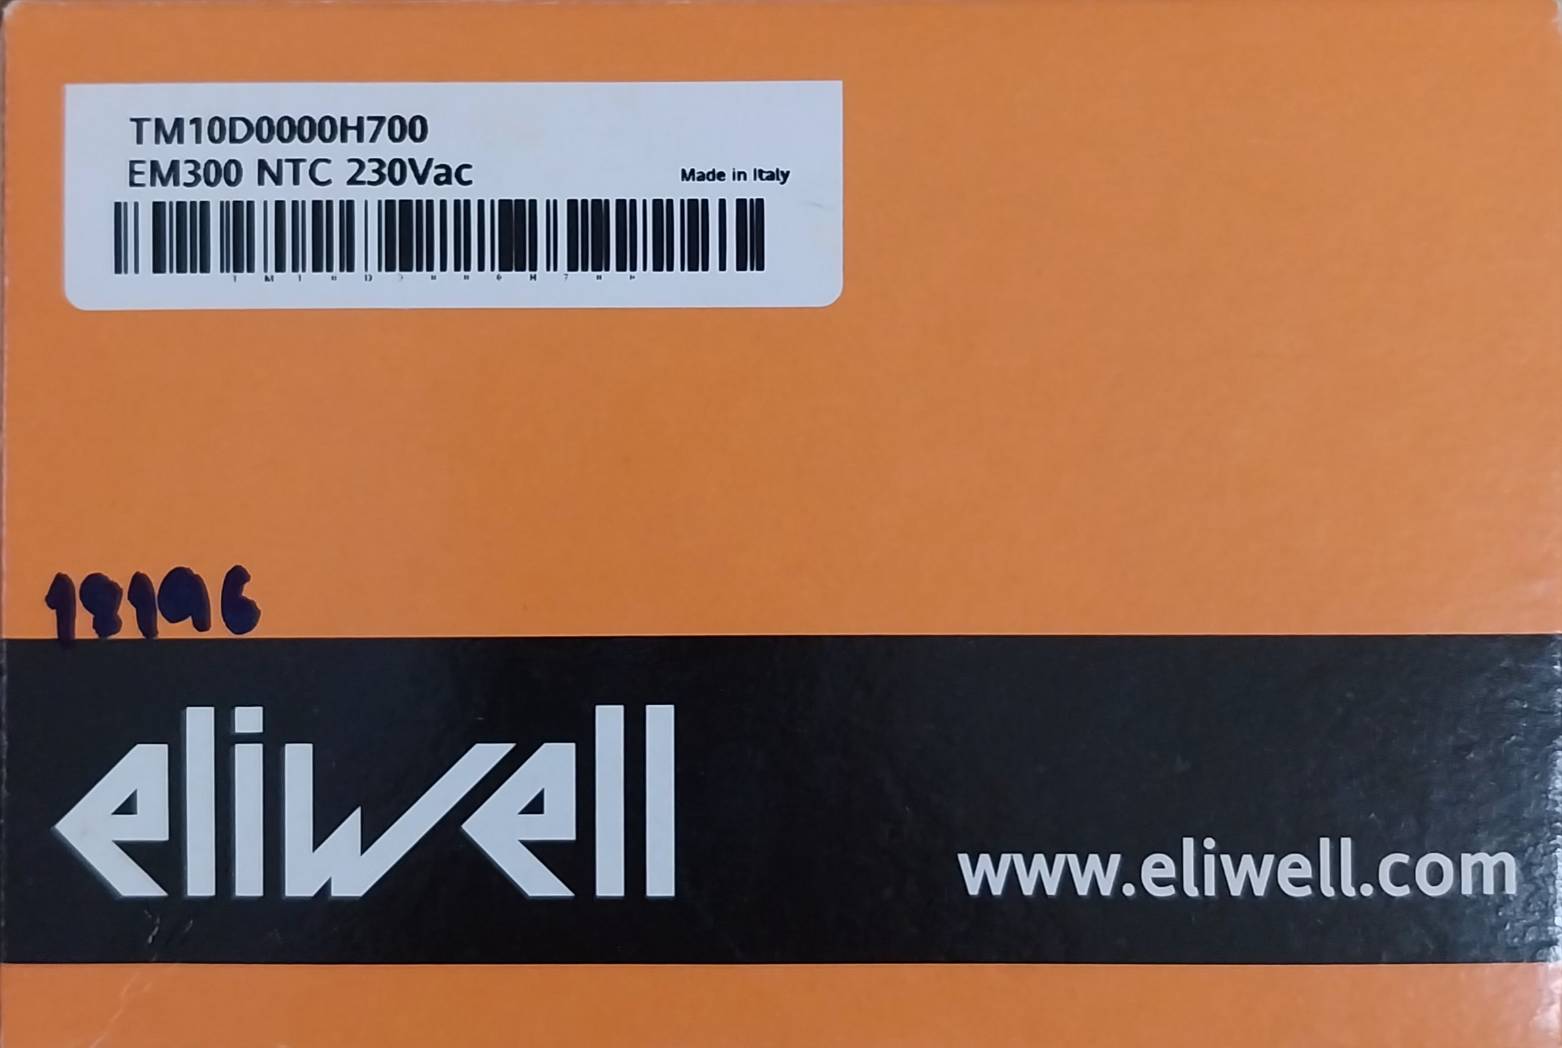 TM10D0000H700
EM300 NTC 230Vac
Made in Italy
18196
eliwell
www.eliwell.com